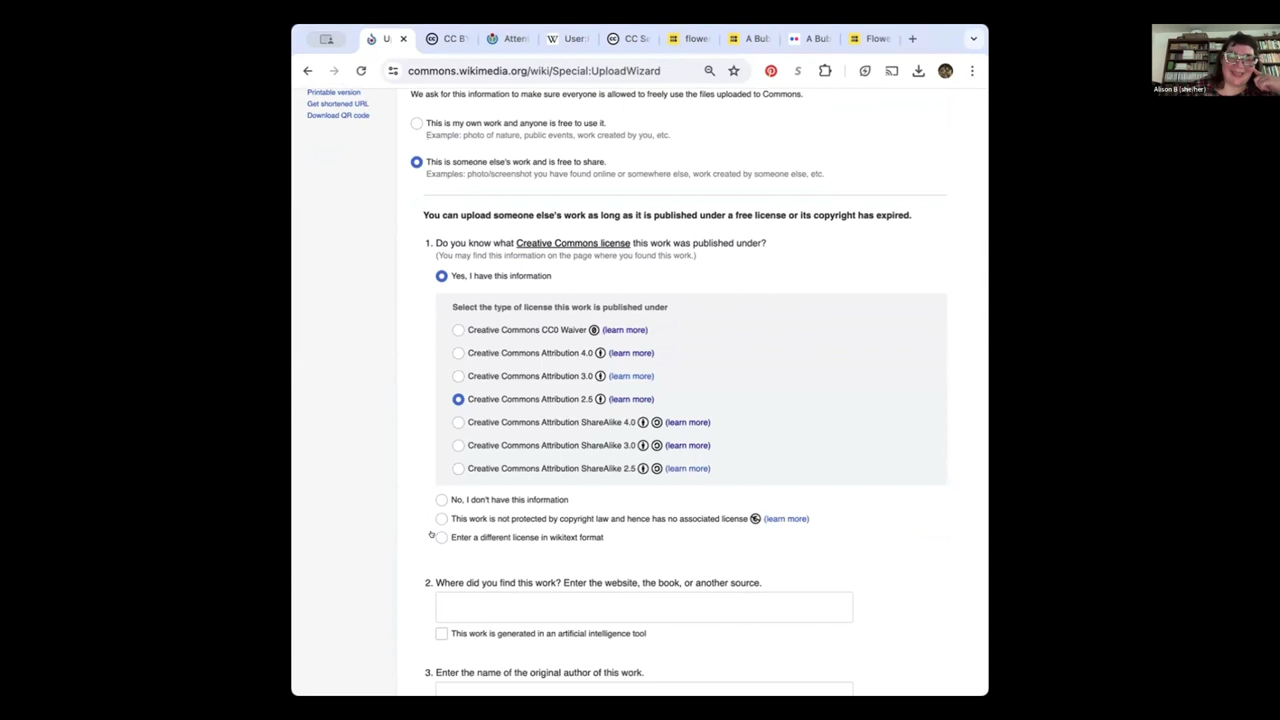 U
CC BY
Atten
User:
CC Se
flowe
A Bub
A Bub
Flowe
commons.wikimedia.org/wiki/Special:UploadWizard
Alison B (she/her)
Printable version
Get shortened URL
Download QR code
We ask for this information to make sure everyone is allowed to freely use the files uploaded to Commons.
This is my own work and anyone is free to use it.
Example: photo of nature, public events, work created by you, etc.
This is someone else's work and is free to share.
Examples: photo/screenshot you have found online or somewhere else, work created by someone else, etc.
You can upload someone else's work as long as it is published under a free license or its copyright has expired.
1. Do you know what Creative Commons license this work was published under?
(You may find this information on the page where you found this work.)
Yes, I have this information
Select the type of license this work is published under
Creative Commons CC0 Waiver (learn more)
Creative Commons Attribution 4.0 (learn more)
Creative Commons Attribution 3.0 (learn more)
Creative Commons Attribution 2.5 (learn more)
Creative Commons Attribution ShareAlike 4.0 (learn more)
Creative Commons Attribution ShareAlike 3.0 (learn more)
Creative Commons Attribution ShareAlike 2.5 (learn more)
No, I don't have this information
This work is not protected by copyright law and hence has no associated license (learn more)
Enter a different license in wikitext format
2. Where did you find this work? Enter the website, the book, or another source.
This work is generated in an artificial intelligence tool
3. Enter the name of the original author of this work.